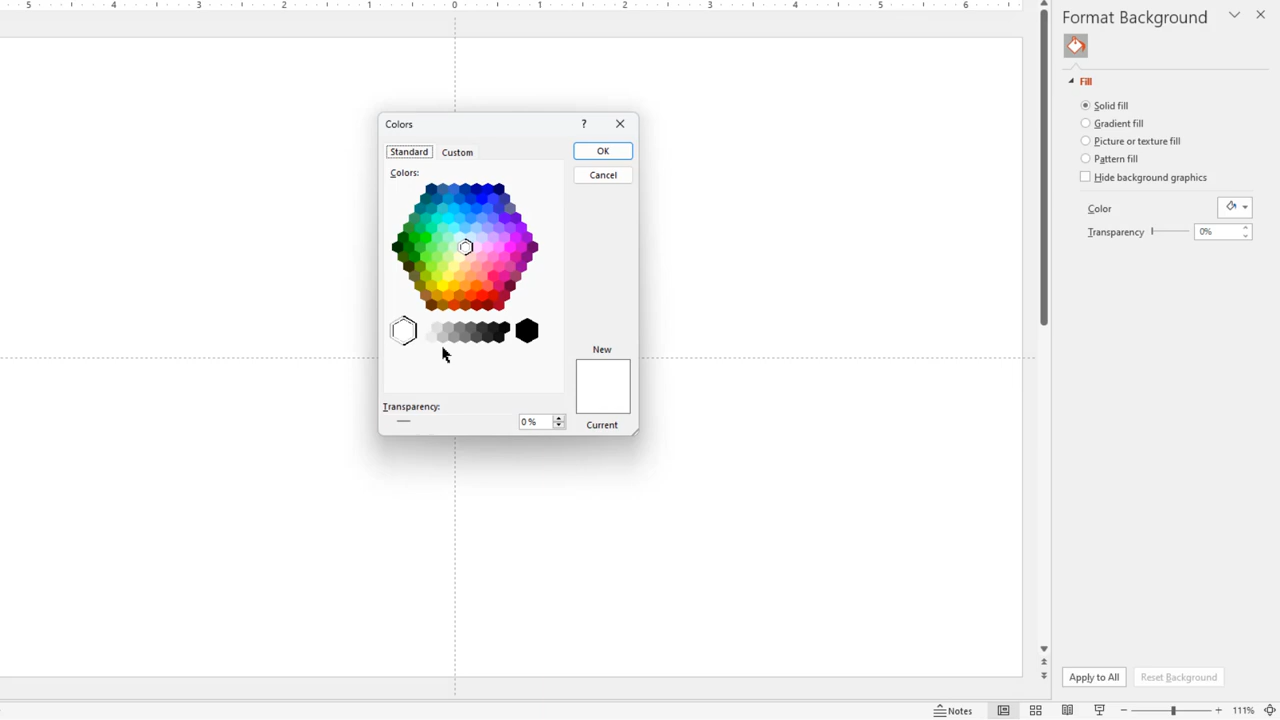 5 4 3 2 1 0 1 2 3 4 5 6
Format Background
Fill
Solid fill
Gradient fill
Picture or texture fill
Pattern fill
Hide background graphics
Color
Transparency 0%
Colors ?
Standard Custom
OK
Colors:
Cancel
New
Transparency:
0 %
Current
Apply to All Reset Background
Notes 111%